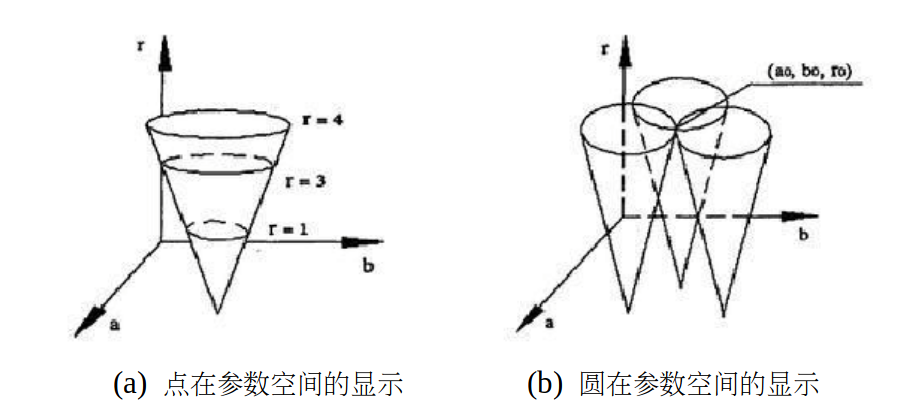 r
r = 4
r = 3
r = 1
b
a
(a) 点在参数空间的显示
r
(a₀, b₀, r₀)
b
a
(b) 圆在参数空间的显示